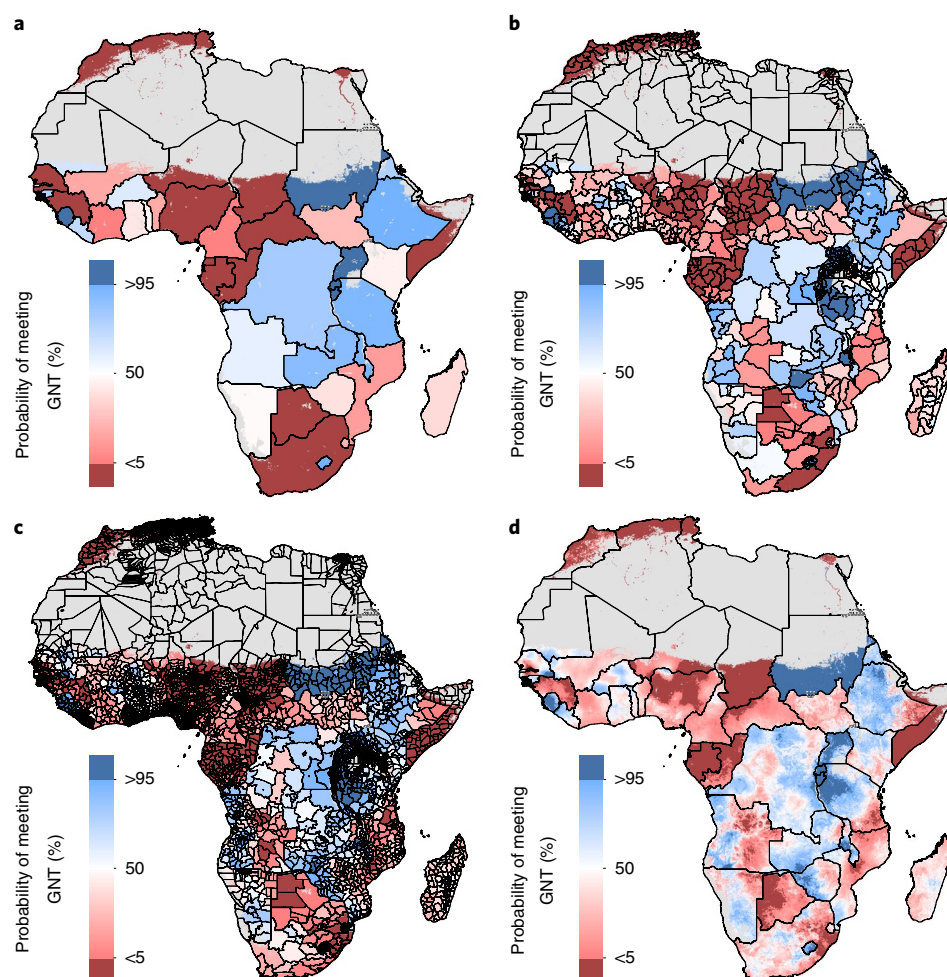 a
b
Probability of meeting
GNT (%)
>95
50
<5
Probability of meeting
GNT (%)
>95
50
<5
c
d
Probability of meeting
GNT (%)
>95
50
<5
Probability of meeting
GNT (%)
>95
50
<5